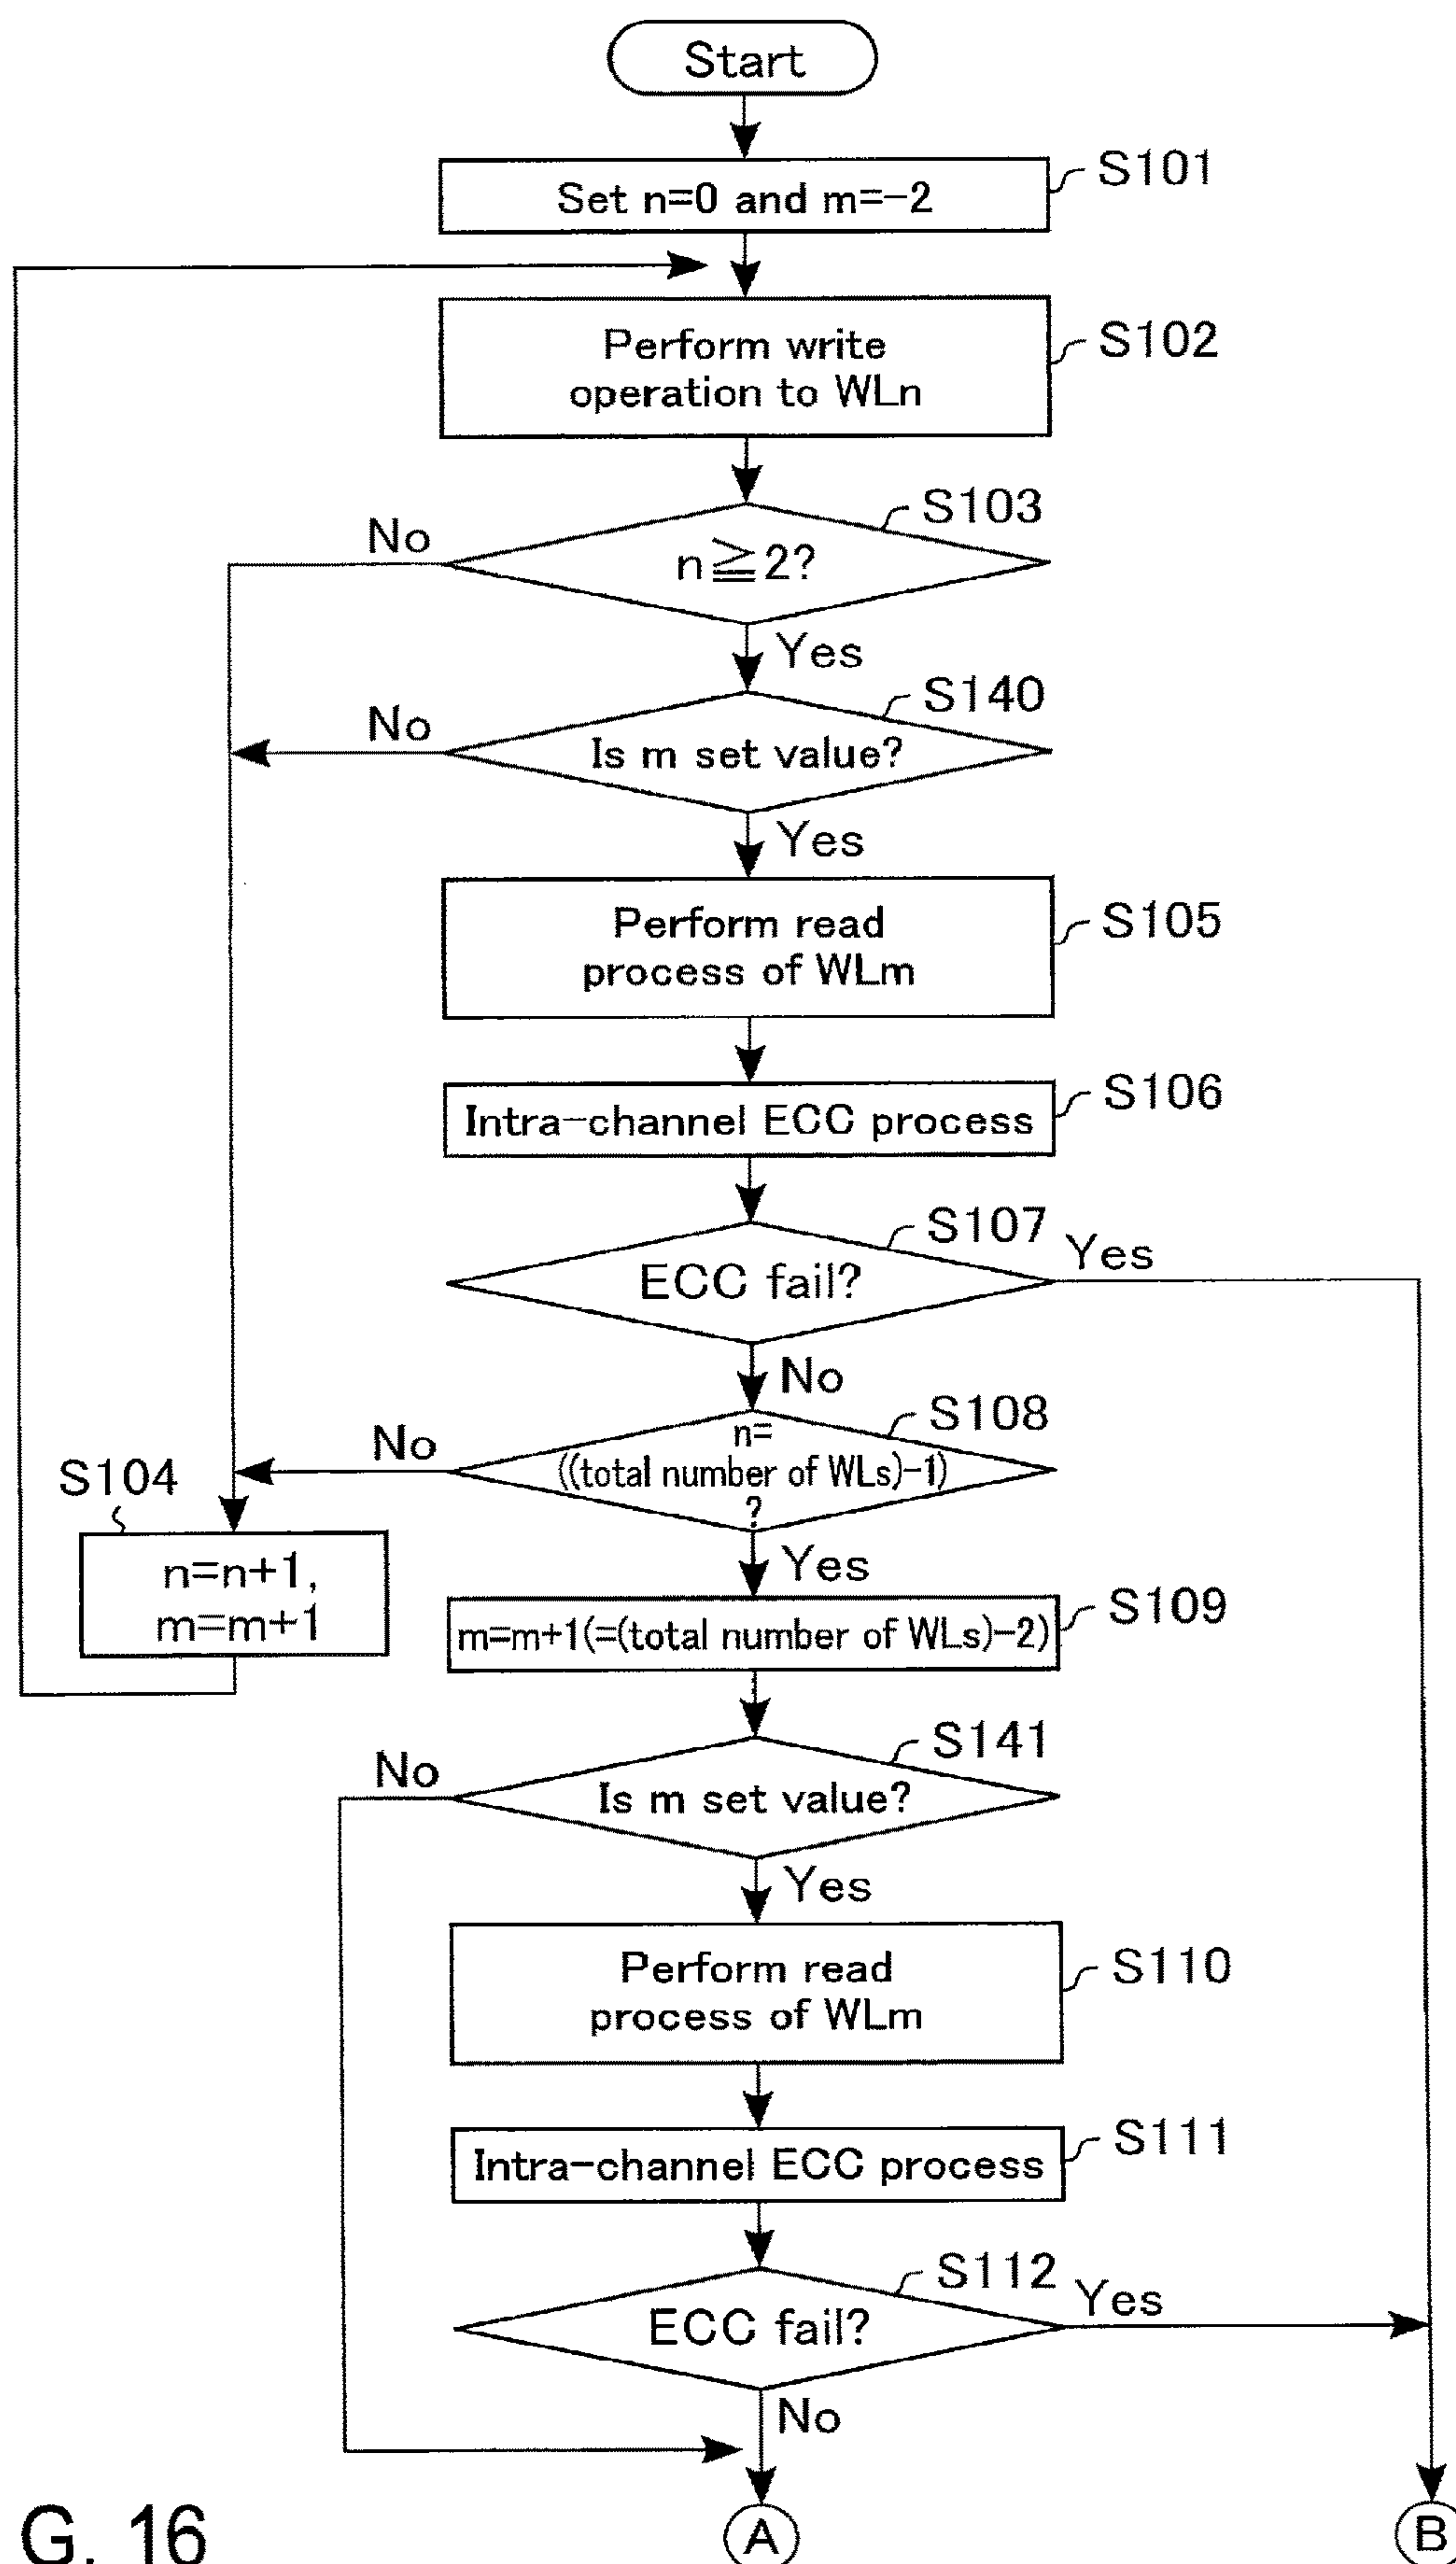 Start
S101
Set n=0 and m=-2
S102
Perform write
operation to WLn
S103
No
n≧2?
Yes
S140
No
Is m set value?
Yes
S105
Perform read
process of WLm
S106
Intra-channel ECC process
S107
Yes
ECC fail?
No
S108
No
n=
((total number of WLs)-1)
?
S104
n=n+1,
m=m+1
Yes
S109
m=m+1(=(total number of WLs)-2)
S141
No
Is m set value?
Yes
S110
Perform read
process of WLm
S111
Intra-channel ECC process
S112
Yes
ECC fail?
No
G. 16
A
B